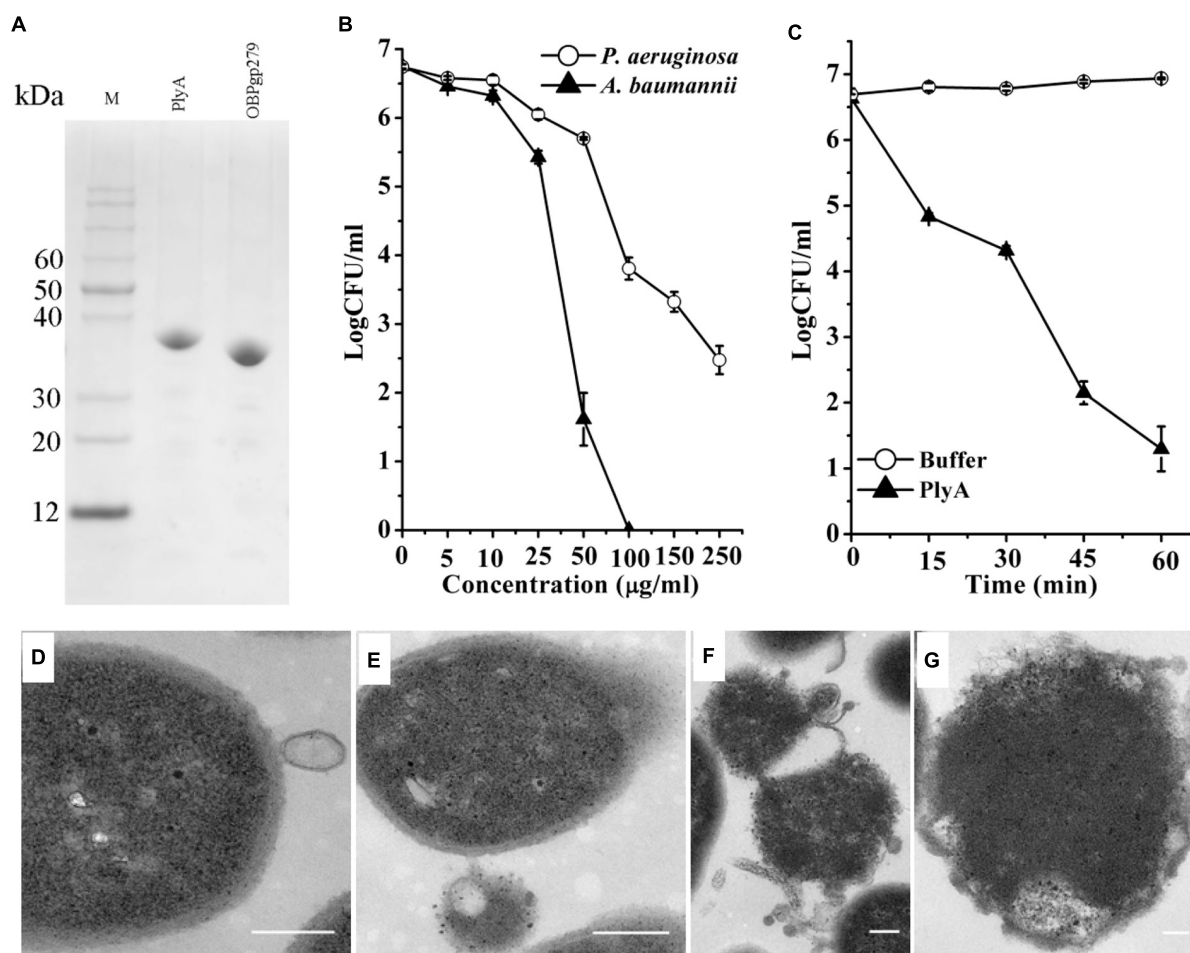 A
kDa
M
PlyA
OBPgp279
60
50
40
30
20
12
B
7
6
5
4
3
2
1
0
LogCFU/ml
P. aeruginosa
A. baumannii
0 5 10 25 50 100 150 250
Concentration (μg/ml)
C
7
6
5
4
3
2
1
0
LogCFU/ml
Buffer
PlyA
0 15 30 45 60
Time (min)
D
E
F
G